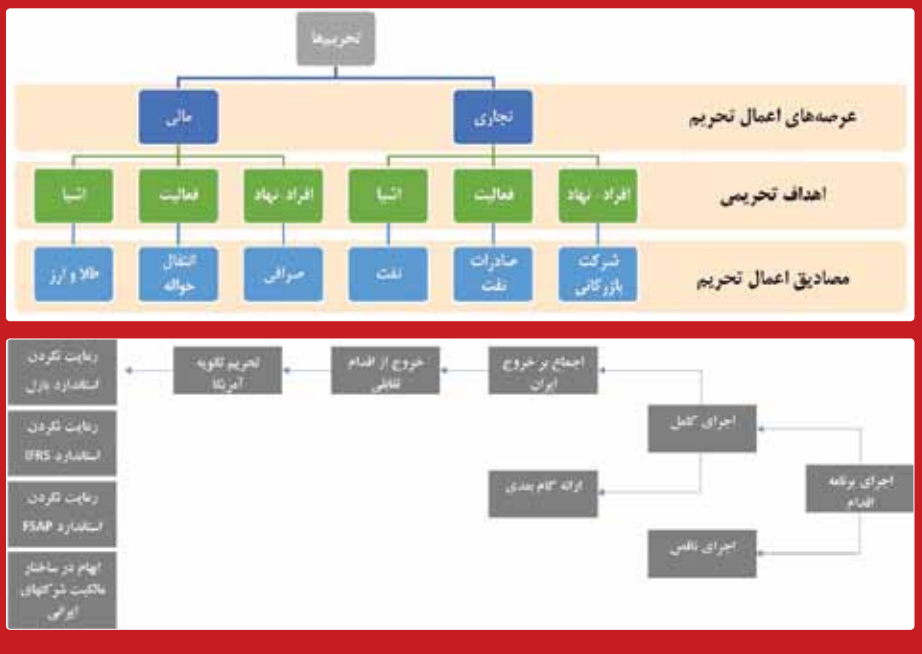 تحریم‌ها
عرصه‌های اعمال تحریم
تجاری
مالی
اهداف تحریمی
افراد - نهاد
فعالیت
اشیا
افراد - نهاد
فعالیت
اشیا
مصادیق اعمال تحریم
شرکت
بازرگانی
صادرات
نفت
نفت
صرافی
انتقال
حواله
طلا و ارز
اجرای برنامه
اقدام
اجرای کامل
اجرای ناقص
اجماع بر خروج
ایران
ارائه گام بعدی
خروج از اقدام
تقابلی
تحریم ثانویه
آمریکا
رعایت نکردن
استاندارد بازل
رعایت نکردن
استاندارد IFRS
رعایت نکردن
استاندارد FSAP
ابهام در ساختار
مالکیت شرکتهای
ایرانی